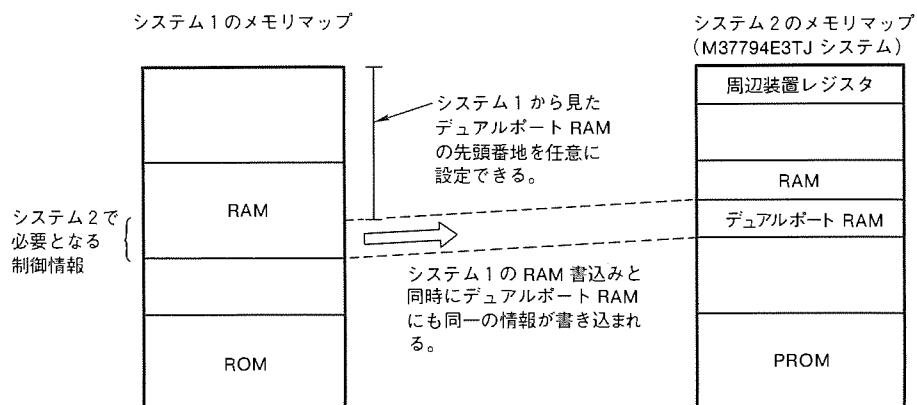 システム1のメモリマップ
システム2のメモリマップ
(M37794E3TJ システム)
システム1から見た
デュアルポート RAM
の先頭番地を任意に
設定できる。
RAM
ROM
システム2で
必要となる
制御情報
システム1の RAM 書込みと
同時にデュアルポート RAM
にも同一の情報が書き込まれ
る。
周辺装置レジスタ
RAM
デュアルポート RAM
PROM